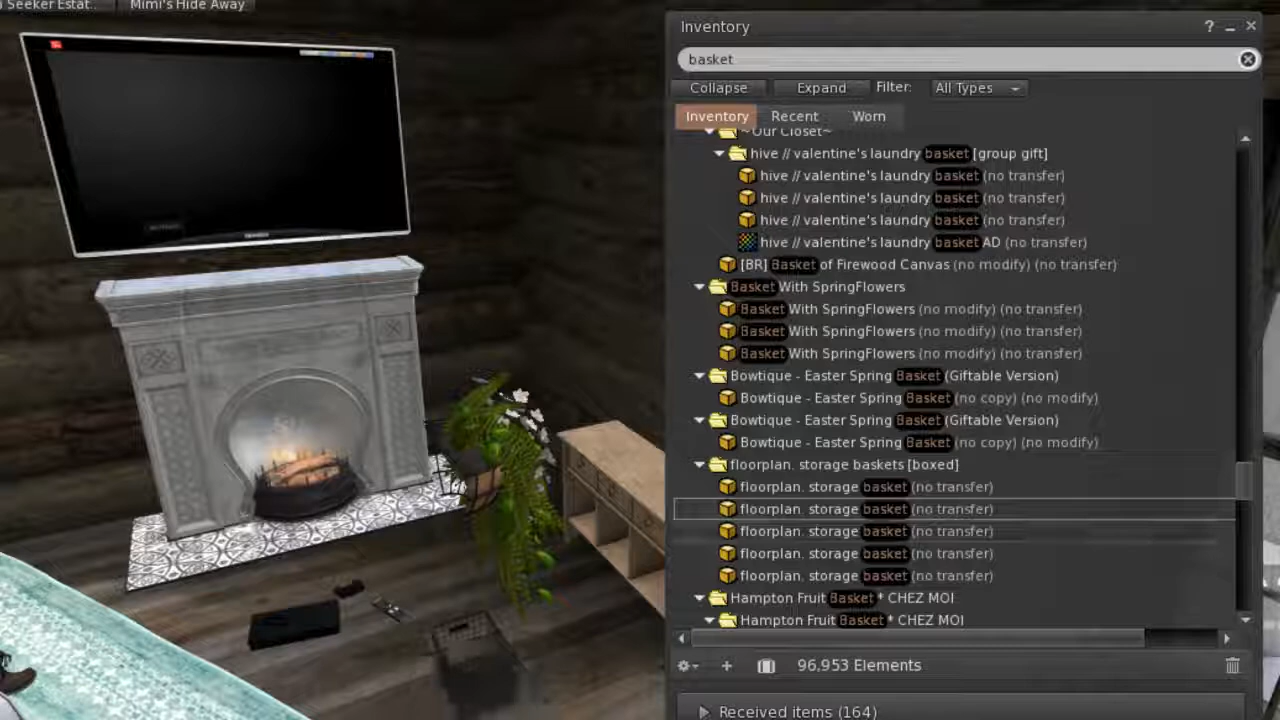 Seeker Estat..
Mimi's Hide Away
Inventory
? _ ×
basket
Collapse
Expand
Filter:
All Types
Inventory
Recent
Worn
~Our Closet~
hive // valentine's laundry basket [group gift]
hive // valentine's laundry basket (no transfer)
hive // valentine's laundry basket (no transfer)
hive // valentine's laundry basket (no transfer)
hive // valentine's laundry basket AD (no transfer)
[BR] Basket of Firewood Canvas (no modify) (no transfer)
Basket With SpringFlowers
Basket With SpringFlowers (no modify) (no transfer)
Basket With SpringFlowers (no modify) (no transfer)
Basket With SpringFlowers (no modify) (no transfer)
Bowtique - Easter Spring Basket (Giftable Version)
Bowtique - Easter Spring Basket (no copy) (no modify)
Bowtique - Easter Spring Basket (Giftable Version)
Bowtique - Easter Spring Basket (no copy) (no modify)
floorplan. storage baskets [boxed]
floorplan. storage basket (no transfer)
floorplan. storage basket (no transfer)
floorplan. storage basket (no transfer)
floorplan. storage basket (no transfer)
floorplan. storage basket (no transfer)
Hampton Fruit Basket * CHEZ MOI
Hampton Fruit Basket * CHEZ MOI
96,953 Elements
Received items (164)